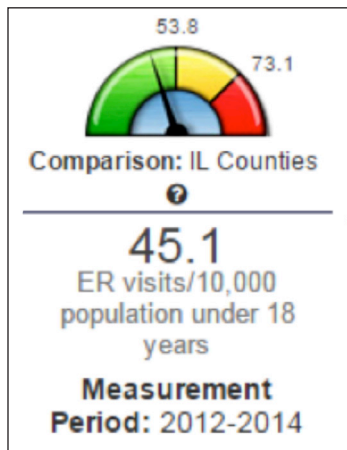 53.8
73.1
Comparison: IL Counties
?
45.1
ER visits/10,000
population under 18
years
Measurement
Period: 2012-2014